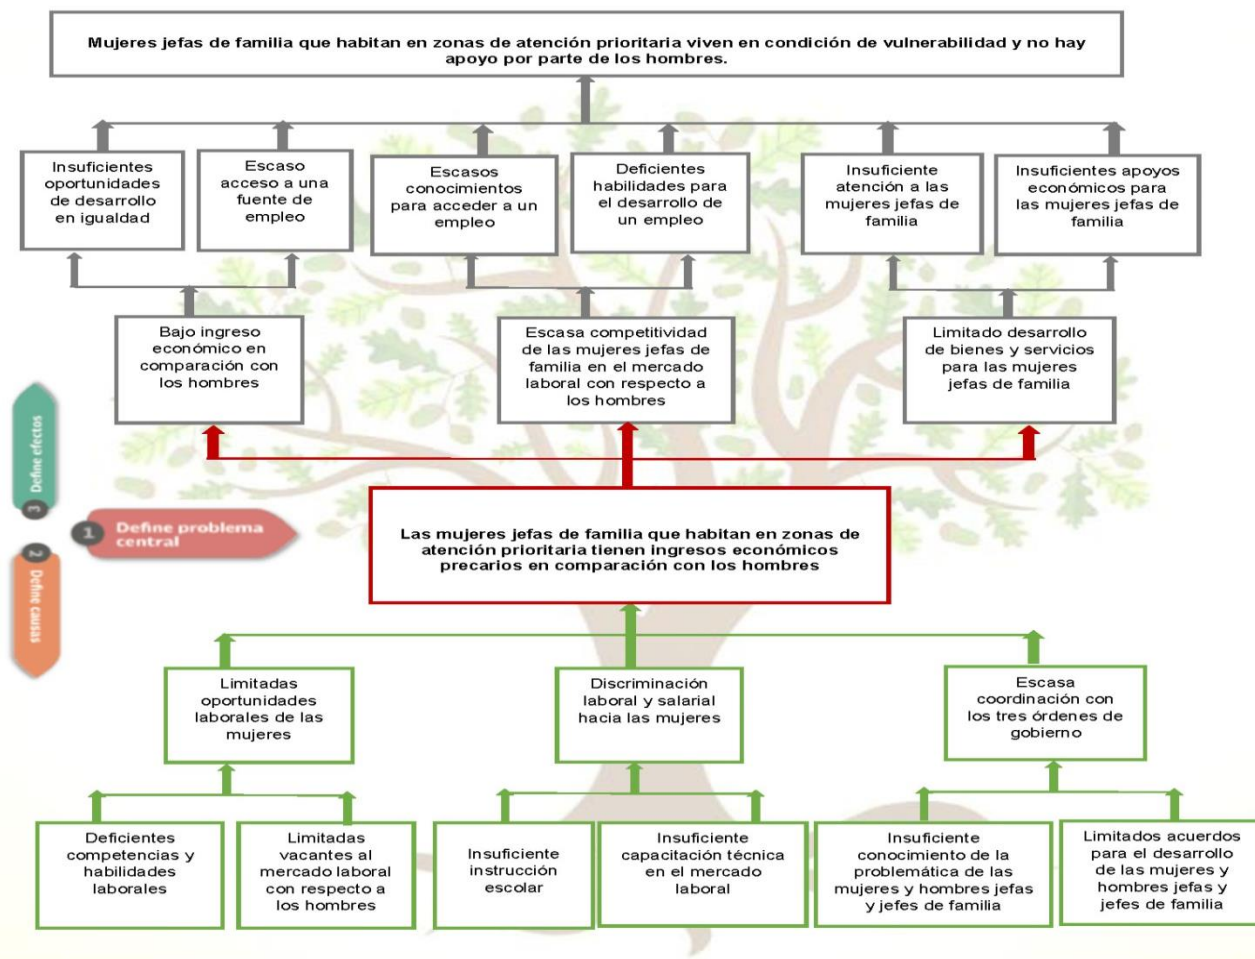 Mujeres jefas de familia que habitan en zonas de atención prioritaria viven en condición de vulnerabilidad y no hay
apoyo por parte de los hombres.
Insuficientes
oportunidades
de desarrollo
en igualdad
Escaso
acceso a una
fuente de
empleo
Escasos
conocimientos
para acceder a un
empleo
Deficientes
habilidades para
el desarrollo de
un empleo
Insuficiente
atención a las
mujeres jefas de
familia
Insuficientes apoyos
económicos para
las mujeres jefas de
familia
Bajo ingreso
económico en
comparación con
los hombres
Escasa competitividad
de las mujeres jefas de
familia en el mercado
laboral con respecto a
los hombres
Limitado desarrollo
de bienes y servicios
para las mujeres
jefas de familia
3 Define efectos
1 Define problema
central
2 Define causas
Las mujeres jefas de familia que habitan en zonas de
atención prioritaria tienen ingresos económicos
precarios en comparación con los hombres
Limitadas
oportunidades
laborales de las
mujeres
Discriminación
laboral y salarial
hacia las mujeres
Escasa
coordinación con
los tres órdenes de
gobierno
Deficientes
competencias y
habilidades
laborales
Limitadas
vacantes al
mercado laboral
con respecto a
los hombres
Insuficiente
instrucción
escolar
Insuficiente
capacitación técnica
en el mercado
laboral
Insuficiente
conocimiento de la
problemática de las
mujeres y hombres jefas
y jefes de familia
Limitados acuerdos
para el desarrollo
de las mujeres y
hombres jefas y
jefes de familia